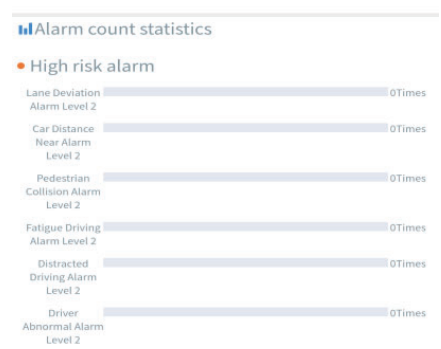 Alarm count statistics
High risk alarm
Lane Deviation
Alarm Level 2
0Times
Car Distance
Near Alarm
Level 2
0Times
Pedestrian
Collision Alarm
Level 2
0Times
Fatigue Driving
Alarm Level 2
0Times
Distracted
Driving Alarm
Level 2
0Times
Driver
Abnormal Alarm
Level 2
0Times